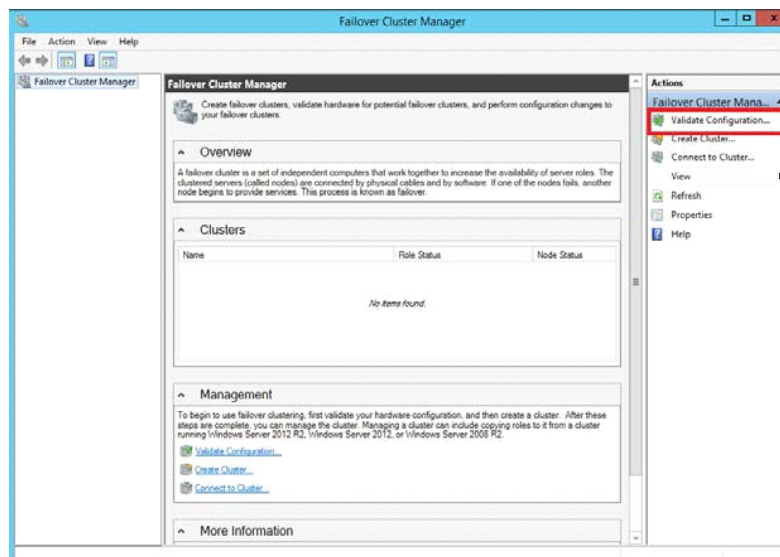 Failover Cluster Manager
File Action View Help
Failover Cluster Manager
Failover Cluster Manager
Create failover clusters, validate hardware for potential failover clusters, and perform configuration changes to
your failover clusters.
Overview
A failover cluster is a set of independent computers that work together to increase the availability of server roles. The
clustered servers (called nodes) are connected by physical cables and by software. If one of the nodes fails, another
node begins to provide services. This process is known as failover.
Clusters
Name Role Status Node Status
No items found.
Management
To begin to use failover clustering, first validate your hardware configuration, and then create a cluster. After these
steps are complete, you can manage the cluster. Managing a cluster can include copying roles to it from a cluster
running Windows Server 2012 R2, Windows Server 2012, or Windows Server 2008 R2.
Validate Configuration...
Create Cluster...
Connect to Cluster...
More Information
Actions
Failover Cluster Mana...
Validate Configuration...
Create Cluster...
Connect to Cluster...
View
Refresh
Properties
Help